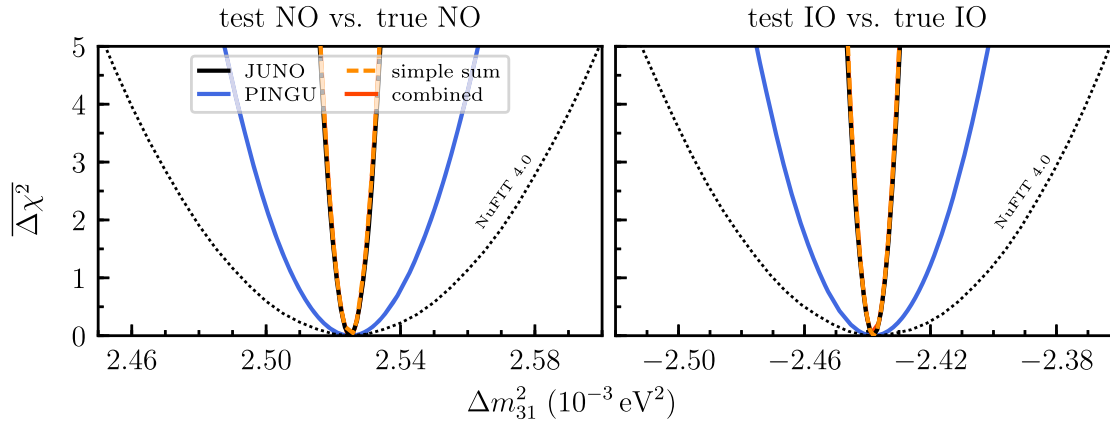 test NO vs. true NO
test IO vs. true IO
5
4
3
2
1
0
Δχ²
JUNO
PINGU
simple sum
combined
NuFIT 4.0
NuFIT 4.0
2.46 2.50 2.54 2.58
−2.50 −2.46 −2.42 −2.38
Δm²₃₁ (10⁻³ eV²)